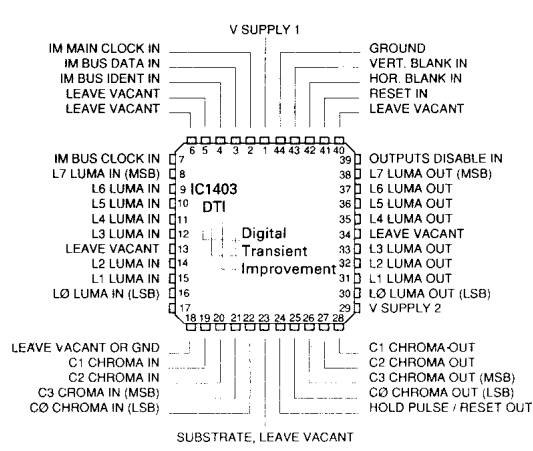 V SUPPLY 1
IM MAIN CLOCK IN
GROUND
IM BUS DATA IN
VERT. BLANK IN
IM BUS IDENT IN
HOR. BLANK IN
LEAVE VACANT
RESET IN
LEAVE VACANT
LEAVE VACANT
6 5 4 3 2 1 44 43 42 41 40
IM BUS CLOCK IN 7
39 OUTPUTS DISABLE IN
L7 LUMA IN (MSB) 8
38 L7 LUMA OUT (MSB)
L6 LUMA IN 9 IC1403
37 L6 LUMA OUT
L5 LUMA IN 10 DTI
36 L5 LUMA OUT
L4 LUMA IN 11
35 L4 LUMA OUT
L3 LUMA IN 12 Digital
34 LEAVE VACANT
LEAVE VACANT 13 Transient
33 L3 LUMA OUT
L2 LUMA IN 14 Improvement
32 L2 LUMA OUT
L1 LUMA IN 15
31 L1 LUMA OUT
LØ LUMA IN (LSB) 16
30 LØ LUMA OUT (LSB)
17
29 V SUPPLY 2
18 19 20 21 22 23 24 25 26 27 28
LEAVE VACANT OR GND
C1 CHROMA OUT
C1 CHROMA IN
C2 CHROMA OUT
C2 CHROMA IN
C3 CHROMA OUT (MSB)
C3 CROMA IN (MSB)
CØ CHROMA OUT (LSB)
CØ CHROMA IN (LSB)
HOLD PULSE / RESET OUT
SUBSTRATE, LEAVE VACANT